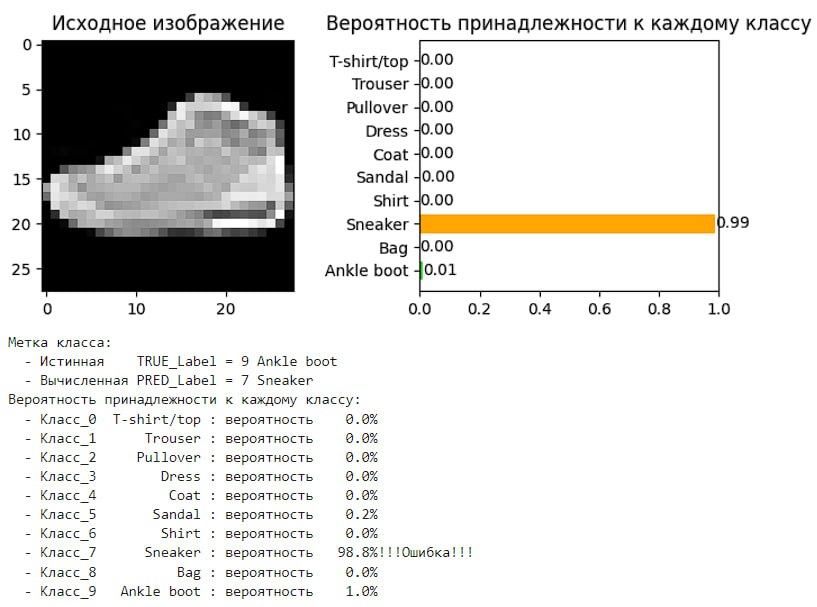 Исходное изображение
Вероятность принадлежности к каждому классу
0
5
10
15
20
25
0 10 20
T-shirt/top 0.00
Trouser 0.00
Pullover 0.00
Dress 0.00
Coat 0.00
Sandal 0.00
Shirt 0.00
Sneaker 0.99
Bag 0.00
Ankle boot 0.01
0.0 0.2 0.4 0.6 0.8 1.0
Метка класса:
- Истинная TRUE_Label = 9 Ankle boot
- Вычисленная PRED_Label = 7 Sneaker
Вероятность принадлежности к каждому классу:
- Класс_0 T-shirt/top : вероятность 0.0%
- Класс_1 Trouser : вероятность 0.0%
- Класс_2 Pullover : вероятность 0.0%
- Класс_3 Dress : вероятность 0.0%
- Класс_4 Coat : вероятность 0.0%
- Класс_5 Sandal : вероятность 0.2%
- Класс_6 Shirt : вероятность 0.0%
- Класс_7 Sneaker : вероятность 98.8%!!!Ошибка!!!
- Класс_8 Bag : вероятность 0.0%
- Класс_9 Ankle boot : вероятность 1.0%